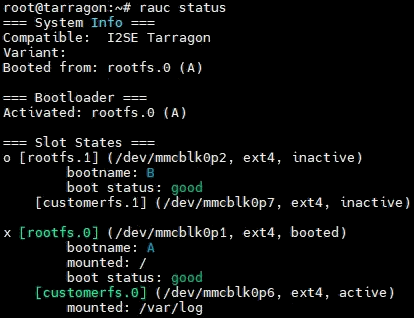 root@tarragon:~# rauc status
=== System Info ===
Compatible:  I2SE Tarragon
Variant:
Booted from: rootfs.0 (A)

=== Bootloader ===
Activated: rootfs.0 (A)

=== Slot States ===
o [rootfs.1] (/dev/mmcblk0p2, ext4, inactive)
        bootname: B
        boot status: good
    [customerfs.1] (/dev/mmcblk0p7, ext4, inactive)

x [rootfs.0] (/dev/mmcblk0p1, ext4, booted)
        bootname: A
        mounted: /
        boot status: good
    [customerfs.0] (/dev/mmcblk0p6, ext4, active)
        mounted: /var/log